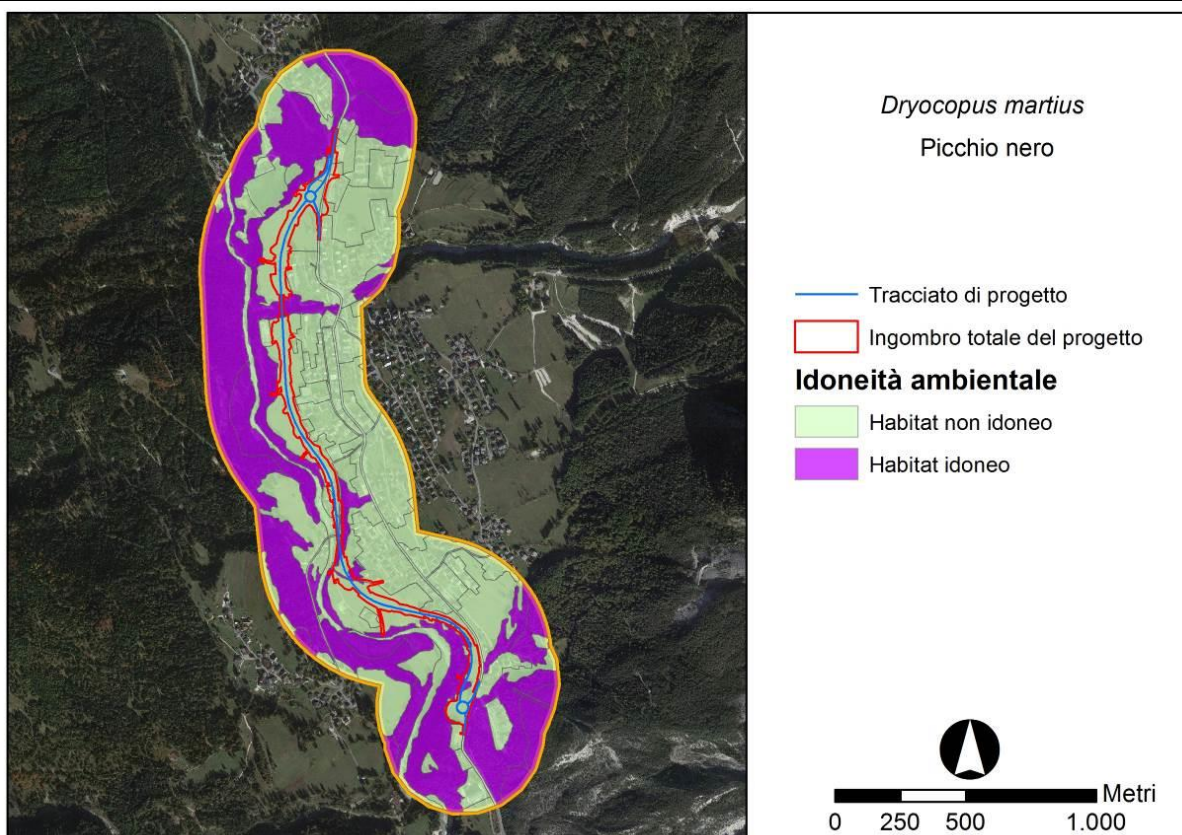 Dryocopus martius
Picchio nero
Tracciato di progetto
Ingombro totale del progetto
Idoneità ambientale
Habitat non idoneo
Habitat idoneo
Metri
0 250 500 1.000